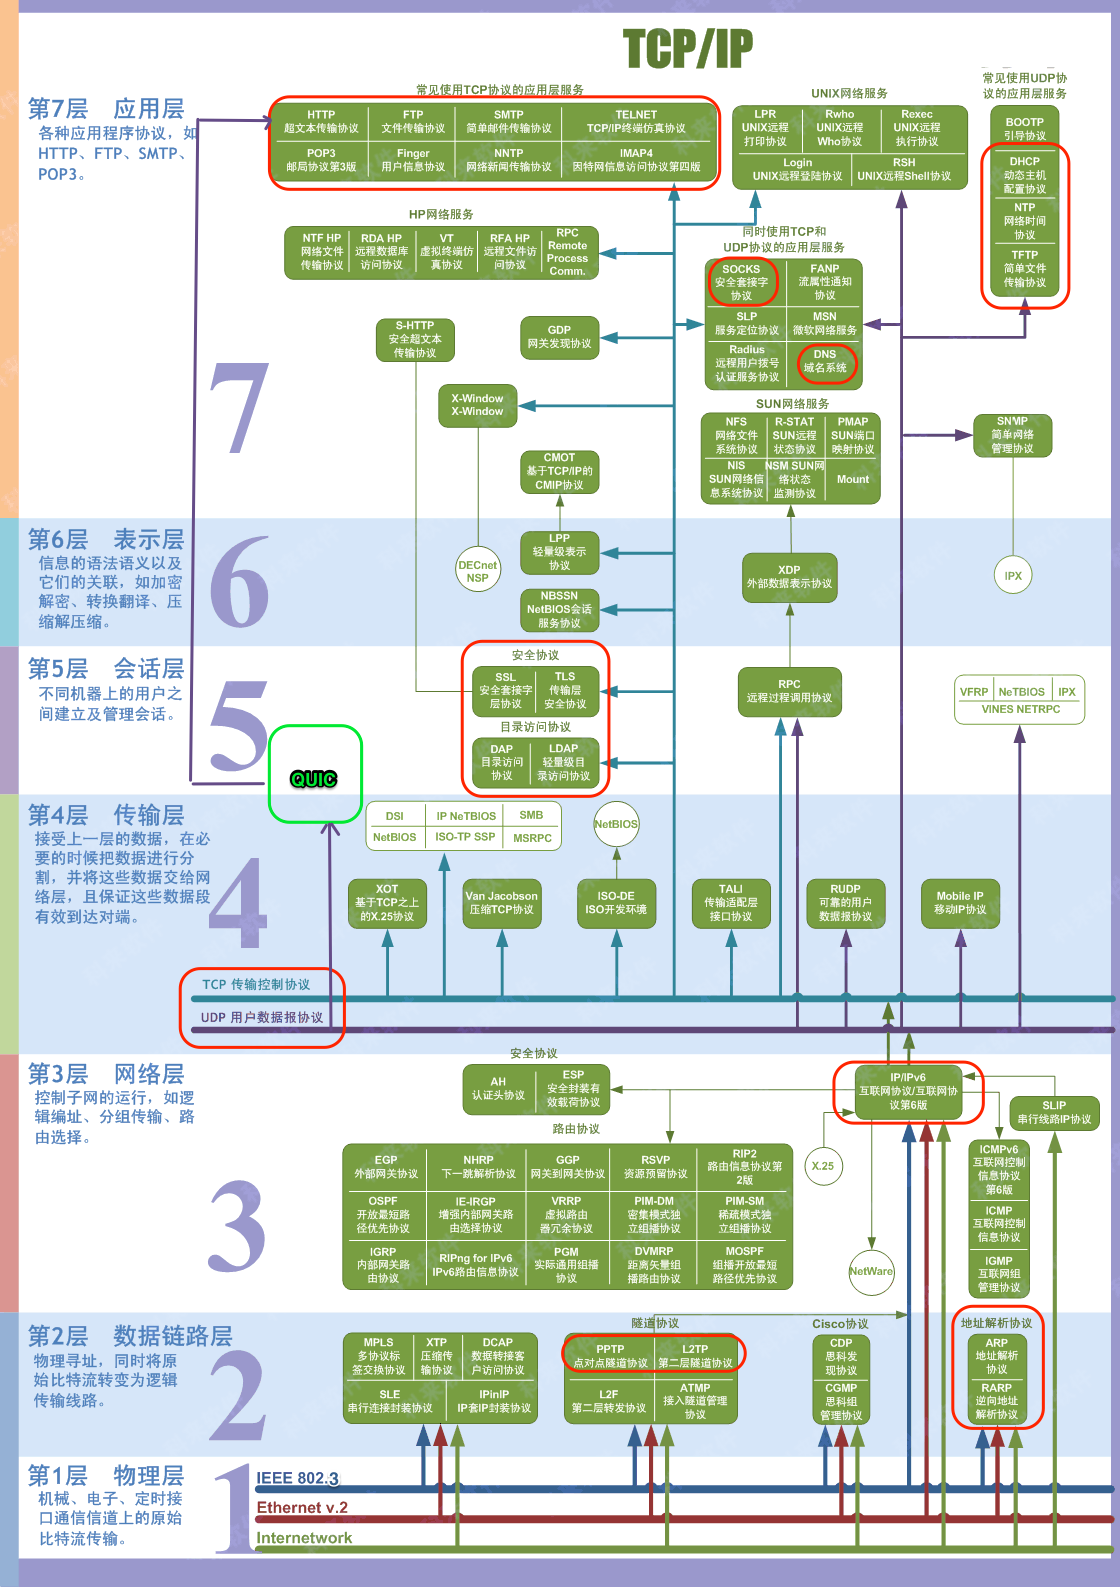 TCP/IP
第7层 应用层
各种应用程序协议，如
HTTP、FTP、SMTP、
POP3。
常见使用TCP协议的应用层服务
HTTP
超文本传输协议
FTP
文件传输协议
SMTP
简单邮件传输协议
TELNET
TCP/IP终端仿真协议
POP3
邮局协议第3版
Finger
用户信息协议
NNTP
网络新闻传输协议
IMAP4
因特网信息访问协议第四版
UNIX网络服务
LPR
UNIX远程
打印协议
Rwho
UNIX远程
Who协议
Rexec
UNIX远程
执行协议
Login
UNIX远程登陆协议
RSH
UNIX远程Shell协议
常见使用UDP协
议的应用层服务
BOOTP
引导协议
DHCP
动态主机
配置协议
NTP
网络时间
协议
TFTP
简单文件
传输协议
HP网络服务
NTF HP
网络文件
传输协议
RDA HP
远程数据库
访问协议
VT
虚拟终端仿
真协议
RFA HP
远程文件访
问协议
RPC
Remote
Process
Comm.
同时使用TCP和
UDP协议的应用层服务
SOCKS
安全套接字
协议
FANP
流属性通知
协议
SLP
服务定位协议
MSN
微软网络服务
Radius
远程用户拨号
认证服务协议
DNS
域名系统
S-HTTP
安全超文本
传输协议
GDP
网关发现协议
7
X-Window
X-Window
SUN网络服务
NFS
网络文件
系统协议
R-STAT
SUN远程
状态协议
PMAP
SUN端口
映射协议
NIS
SUN网络信
息系统协议
NSM SUN网
络状态
监测协议
Mount
SNMP
简单网络
管理协议
CMOT
基于TCP/IP的
CMIP协议
第6层 表示层
信息的语法语义以及
它们的关联，如加密
解密、转换翻译、压
缩解压缩。
6
DECnet
NSP
LPP
轻量级表示
协议
NBSSN
NetBIOS会话
服务协议
XDP
外部数据表示协议
IPX
第5层 会话层
不同机器上的用户之
间建立及管理会话。
5
安全协议
SSL
安全套接字
层协议
TLS
传输层
安全协议
目录访问协议
DAP
目录访问
协议
LDAP
轻量级目
录访问协议
RPC
远程过程调用协议
VFRP
NeTBIOS
IPX
VINES NETRPC
QUIC
第4层 传输层
接受上一层的数据，在必
要的时候把数据进行分
割，并将这些数据交给网
络层，且保证这些数据段
有效到达对端。
4
DSI
IP NeTBIOS
SMB
NetBIOS
ISO-TP SSP
MSRPC
NetBIOS
XOT
基于TCP之上
的X.25协议
Van Jacobson
压缩TCP协议
ISO-DE
ISO开发环境
TALI
传输适配层
接口协议
RUDP
可靠的用户
数据报协议
Mobile IP
移动IP协议
TCP 传输控制协议
UDP 用户数据报协议
第3层 网络层
控制子网的运行，如逻
辑编址、分组传输、路
由选择。
3
安全协议
AH
认证头协议
ESP
安全封装有
效载荷协议
IP/IPv6
互联网协议/互联网协
议第6版
SLIP
串行线路IP协议
X.25
路由协议
EGP
外部网关协议
NHRP
下一跳解析协议
GGP
网关到网关协议
RSVP
资源预留协议
RIP2
路由信息协议第
2版
OSPF
开放最短路
径优先协议
IE-IRGP
增强内部网关路
由选择协议
VRRP
虚拟路由
器冗余协议
PIM-DM
密集模式独
立组播协议
PIM-SM
稀疏模式独
立组播协议
IGRP
内部网关路
由协议
RIPng for IPv6
IPv6路由信息协议
PGM
实际通用组播
协议
DVMRP
距离矢量组
播路由协议
MOSPF
组播开放最短
路径优先协议
ICMPv6
互联网控制
信息协议
第6版
ICMP
互联网控制
信息协议
IGMP
互联网组
管理协议
NetWare
第2层 数据链路层
物理寻址，同时将原
始比特流转变为逻辑
传输线路。
2
MPLS
多协议标
签交换协议
XTP
压缩传
输协议
DCAP
数据转接客
户访问协议
SLE
串行连接封装协议
IPinIP
IP套IP封装协议
隧道协议
PPTP
点对点隧道协议
L2TP
第二层隧道协议
L2F
第二层转发协议
ATMP
接入隧道管理
协议
Cisco协议
CDP
思科发
现协议
CGMP
思科组
管理协议
地址解析协议
ARP
地址解析
协议
RARP
逆向地址
解析协议
第1层 物理层
机械、电子、定时接
口通信信道上的原始
比特流传输。
1
IEEE 802.3
Ethernet v.2
Internetwork